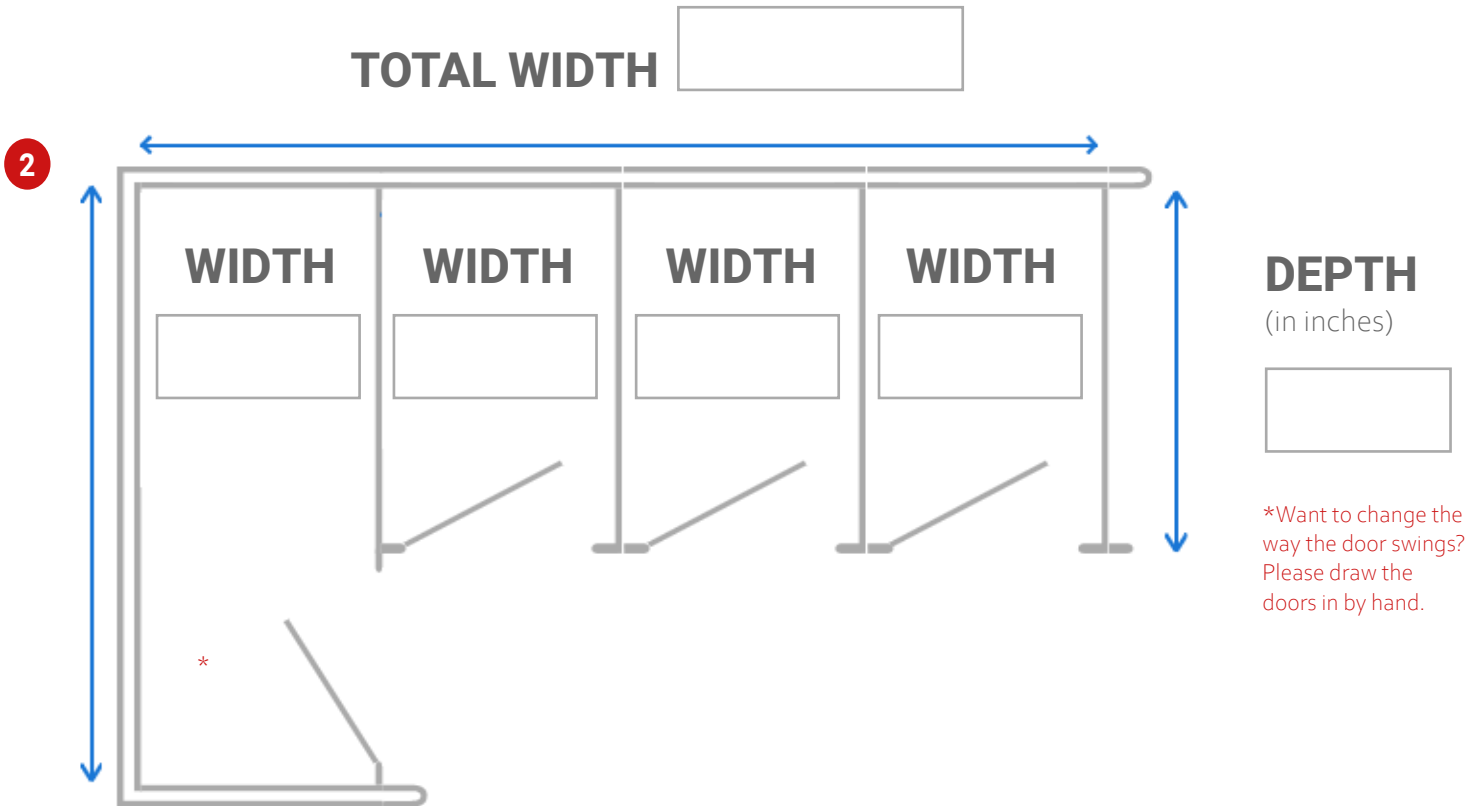 TOTAL WIDTH
2
WIDTH
WIDTH
WIDTH
WIDTH
DEPTH
(in inches)
*Want to change the
way the door swings?
Please draw the
doors in by hand.
*